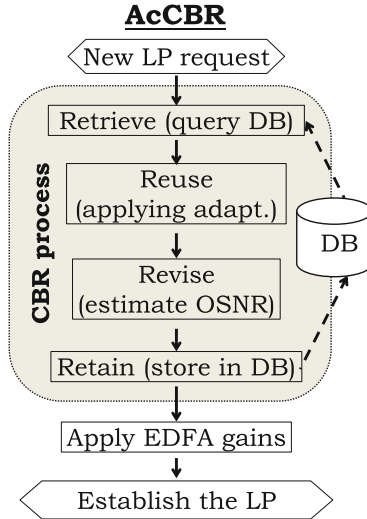 AcCBR
New LP request
Retrieve (query DB)
Reuse
(applying adapt.)
CBR process
DB
Revise
(estimate OSNR)
Retain (store in DB)
Apply EDFA gains
Establish the LP